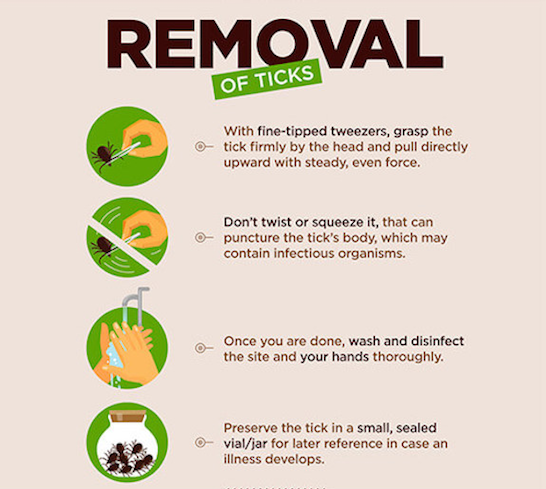 REMOVAL
OF TICKS
With fine-tipped tweezers, grasp the
tick firmly by the head and pull directly
upward with steady, even force.
Don't twist or squeeze it, that can
puncture the tick's body, which may
contain infectious organisms.
Once you are done, wash and disinfect
the site and your hands thoroughly.
Preserve the tick in a small, sealed
vial/jar for later reference in case an
illness develops.